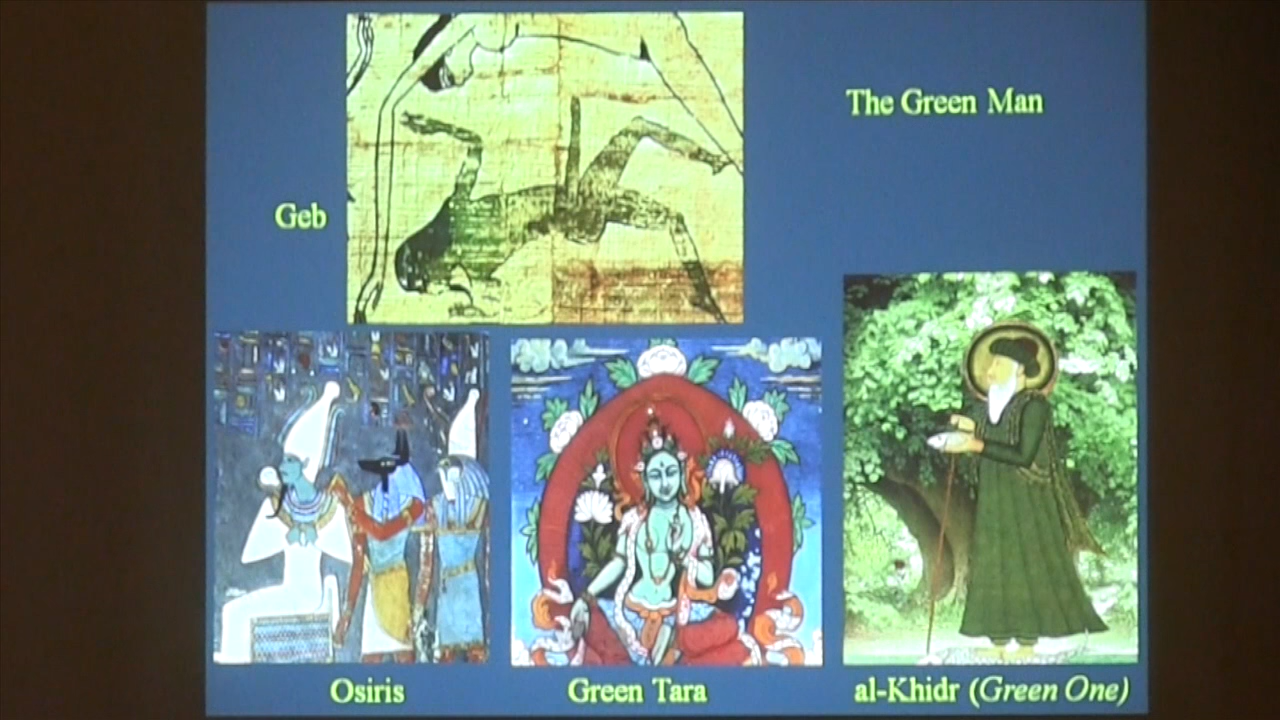 The Green Man
Geb
Osiris
Green Tara
al-Khidr (Green One)